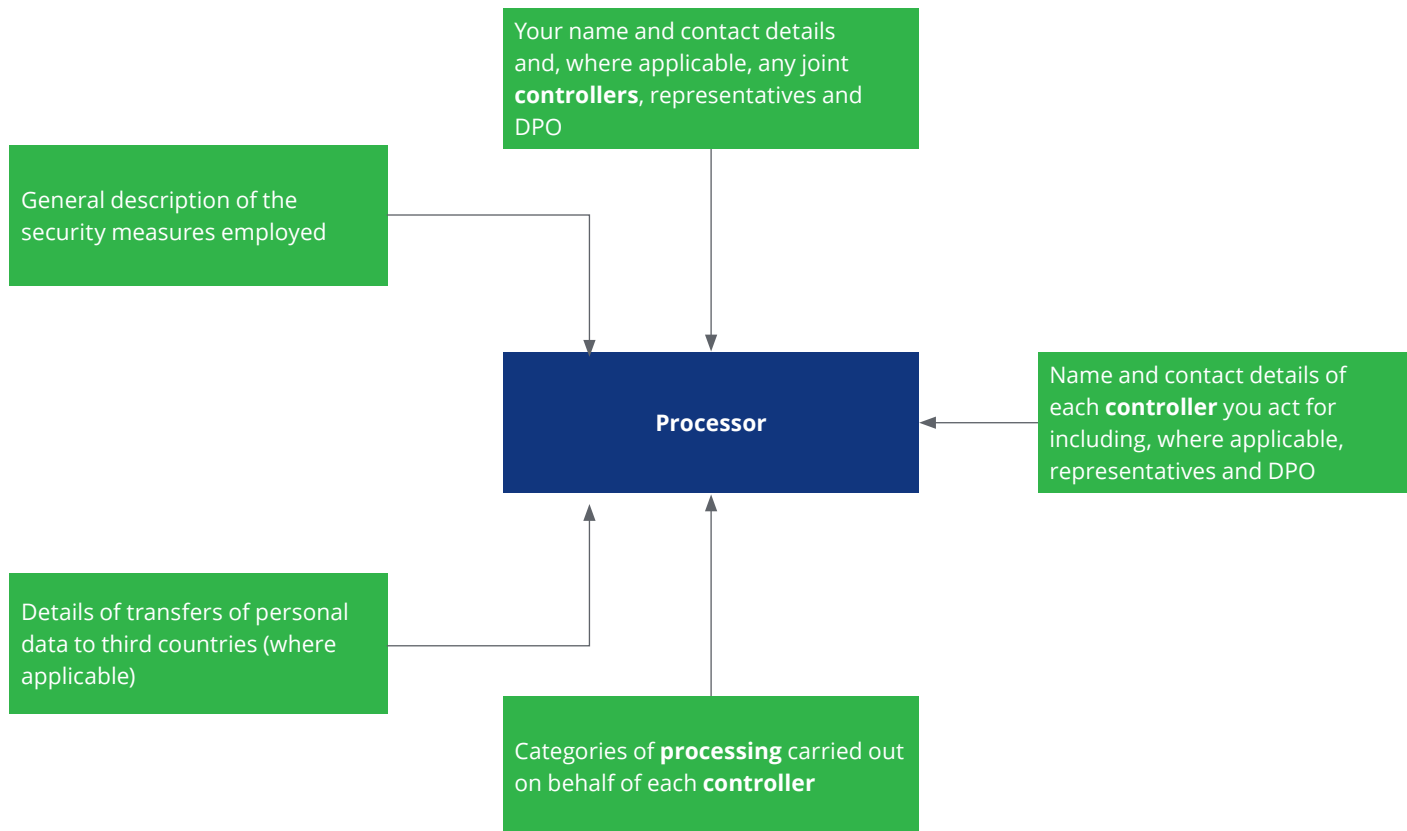 Your name and contact details
and, where applicable, any joint
controllers, representatives and
DPO
General description of the
security measures employed
Processor
Name and contact details of
each controller you act for
including, where applicable,
representatives and DPO
Details of transfers of personal
data to third countries (where
applicable)
Categories of processing carried out
on behalf of each controller